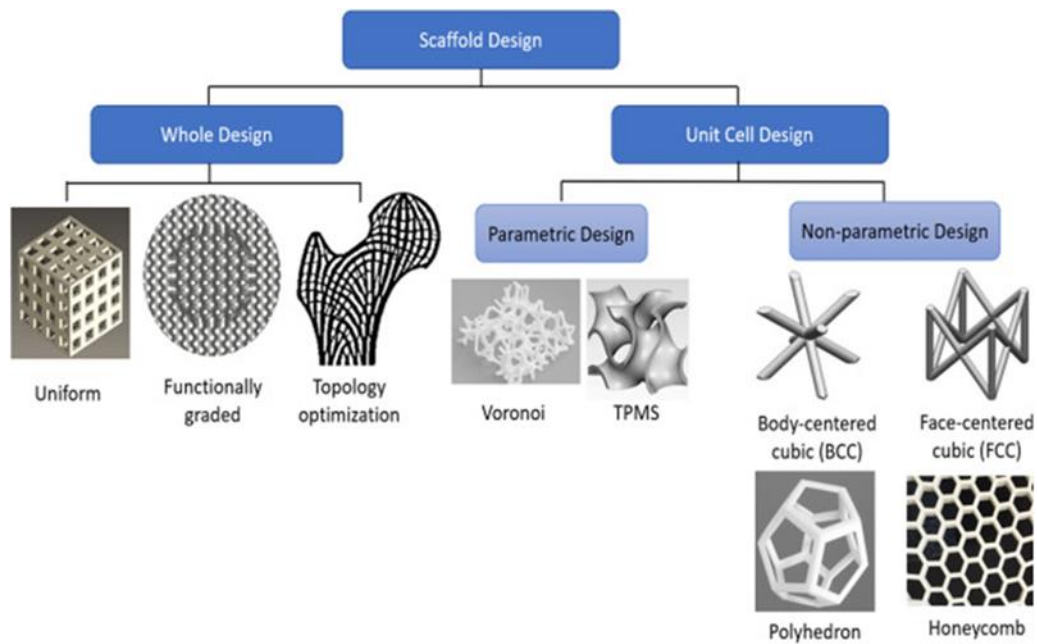 Scaffold Design
Whole Design
Unit Cell Design
Parametric Design
Non-parametric Design
Uniform
Functionally
graded
Topology
optimization
Voronoi
TPMS
Body-centered
cubic (BCC)
Face-centered
cubic (FCC)
Polyhedron
Honeycomb